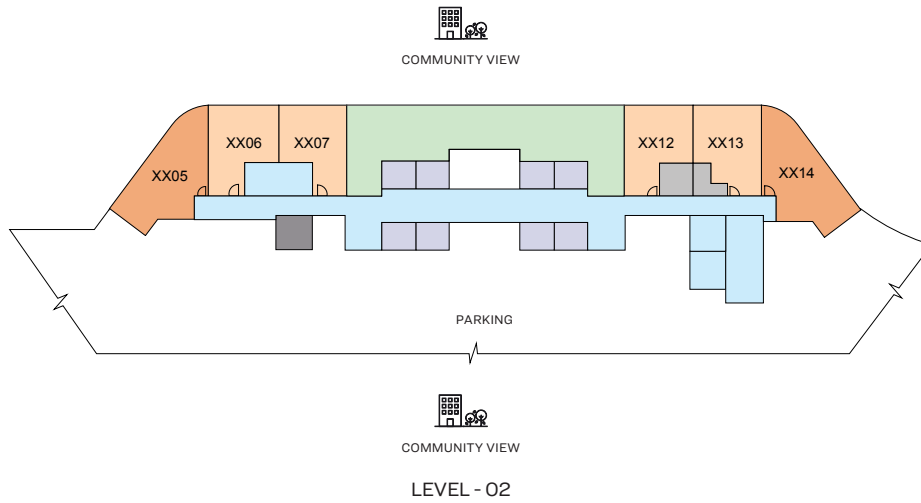 COMMUNITY VIEW
XX06
XX07
XX12
XX13
XX05
XX14
PARKING
COMMUNITY VIEW
LEVEL - 02